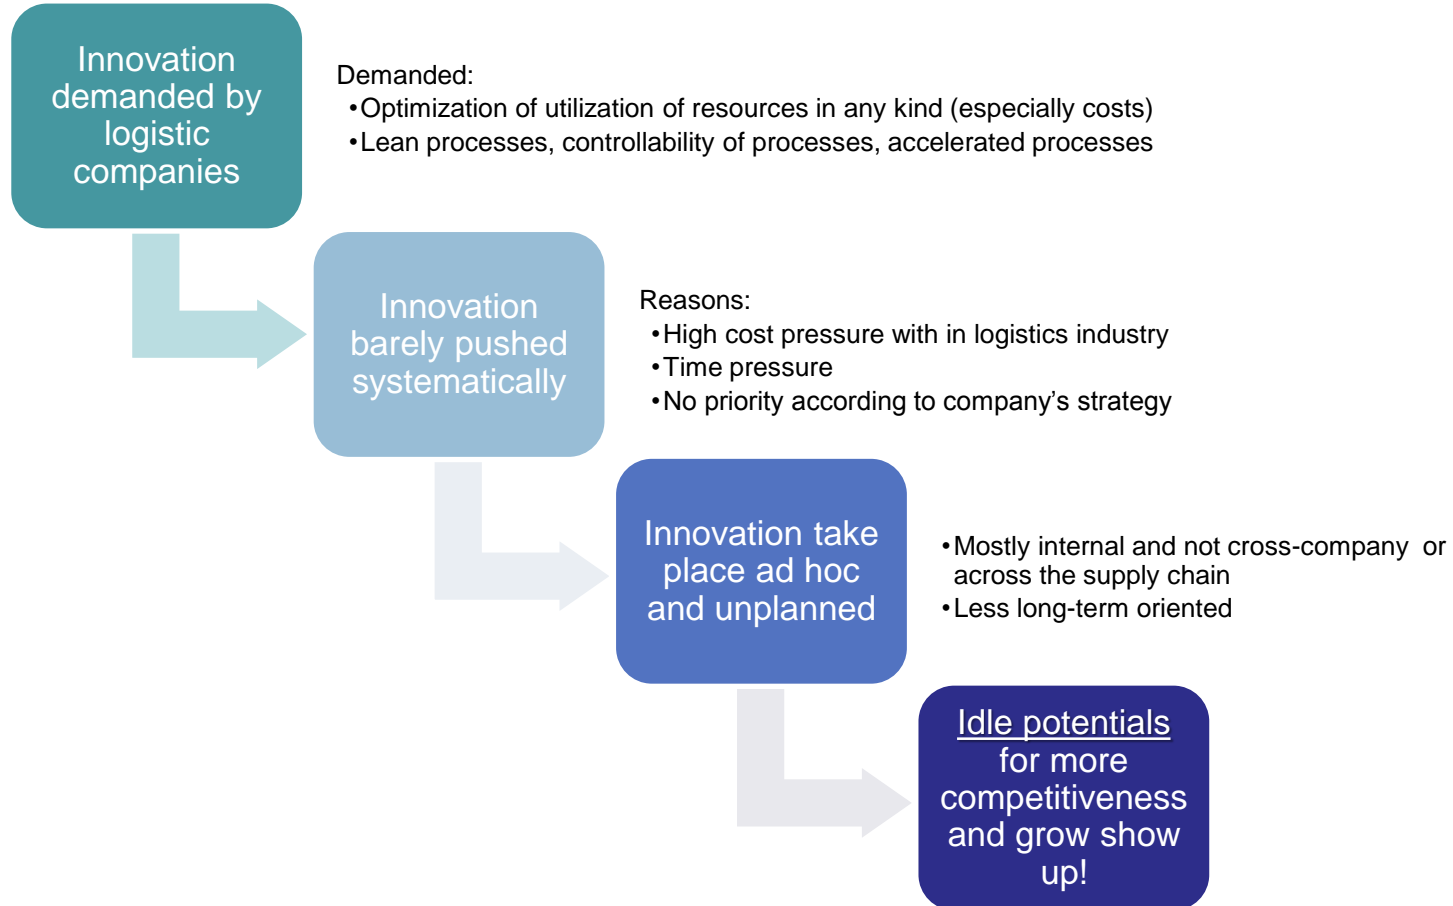 Innovation
demanded by
logistic
companies
Demanded:
•Optimization of utilization of resources in any kind (especially costs)
•Lean processes, controllability of processes, accelerated processes
Innovation
barely pushed
systematically
Reasons:
•High cost pressure with in logistics industry
•Time pressure
•No priority according to company’s strategy
Innovation take
place ad hoc
and unplanned
•Mostly internal and not cross-company or
across the supply chain
•Less long-term oriented
Idle potentials
for more
competitiveness
and grow show
up!